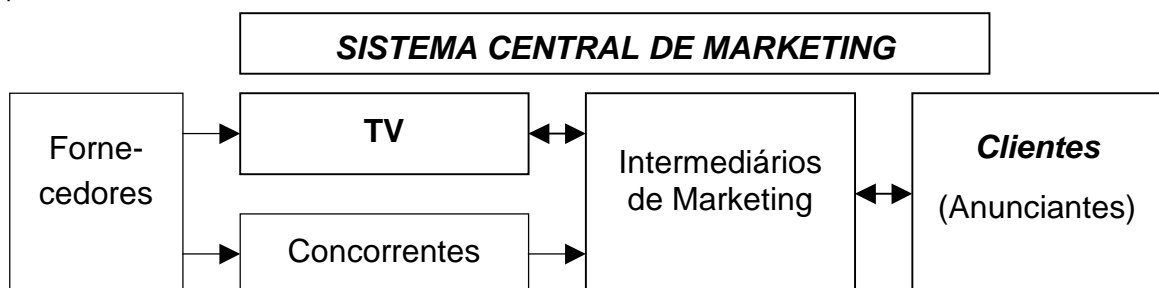 SISTEMA CENTRAL DE MARKETING
Forne-
cedores
TV
Concorrentes
Intermediários
de Marketing
Clientes
(Anunciantes)